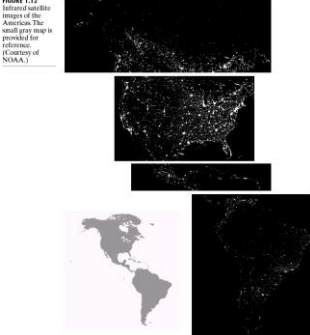 FIGURE 1.12
Infrared satellite
images of the
Americas. The
small gray map is
provided for
reference.
(Courtesy of
NOAA.)